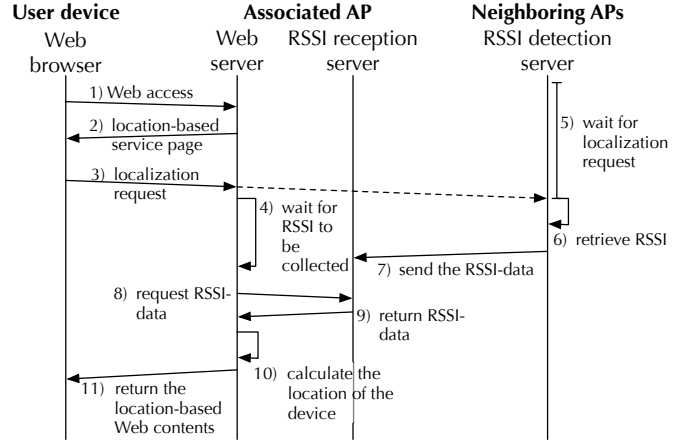 User device
Associated AP
Neighboring APs
Web browser
Web server
RSSI reception server
RSSI detection server
1) Web access
2) location-based
service page
3) localization
request
4) wait for
RSSI to
be
collected
5) wait for
localization
request
6) retrieve RSSI
7) send the RSSI-data
8) request RSSI-
data
9) return RSSI-
data
10) calculate the
location of the
device
11) return the
location-based
Web contents